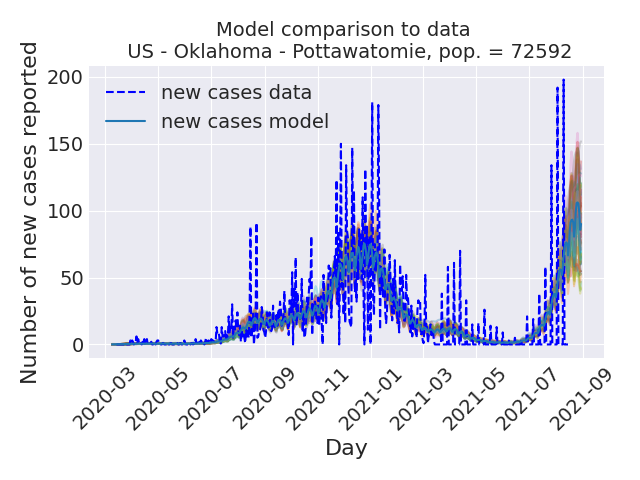 Model comparison to data
US - Oklahoma - Pottawatomie, pop. = 72592
Number of new cases reported
200
150
100
50
0
new cases data
new cases model
2020-03
2020-05
2020-07
2020-09
2020-11
2021-01
2021-03
2021-05
2021-07
2021-09
Day